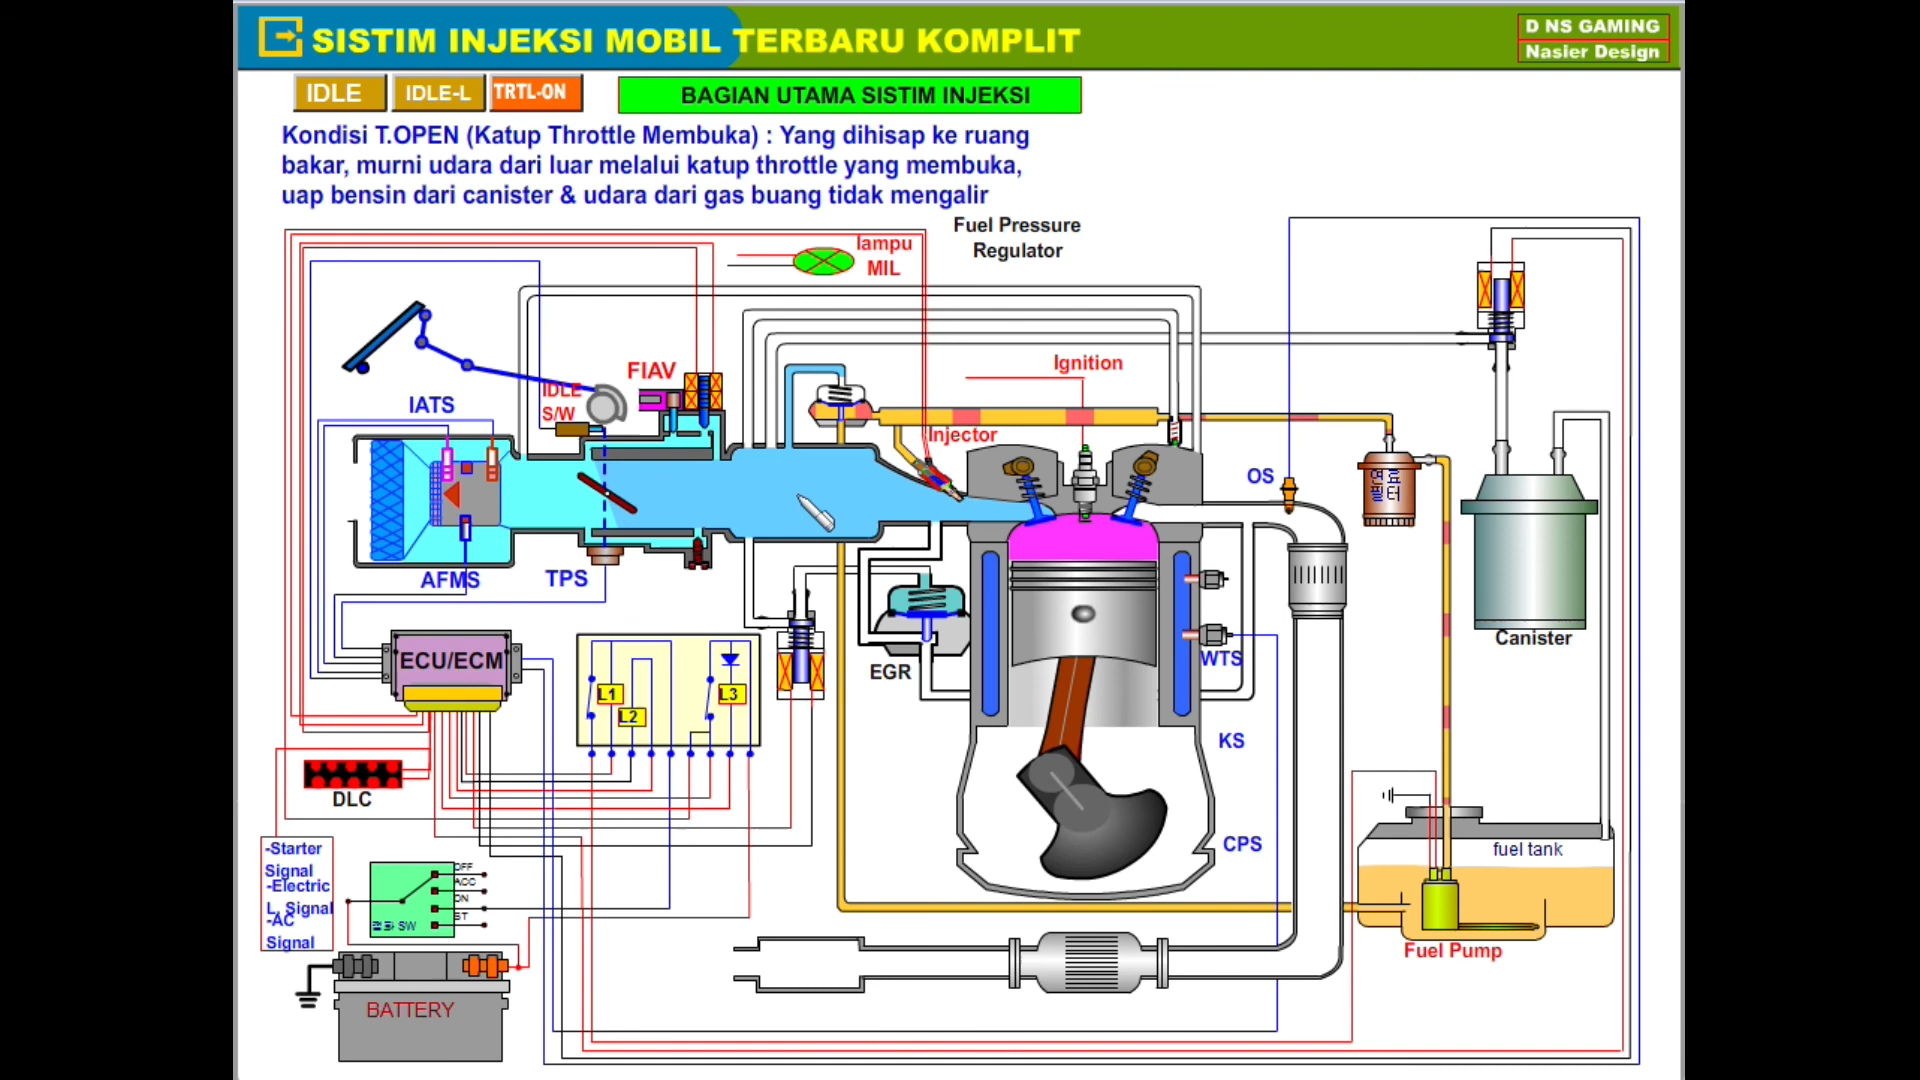 SISTIM INJEKSI MOBIL TERBARU KOMPLIT
D NS GAMING
Nasier Design
IDLE
IDLE-L
TRTL-ON
BAGIAN UTAMA SISTIM INJEKSI
Kondisi T.OPEN (Katup Throttle Membuka) : Yang dihisap ke ruang
bakar, murni udara dari luar melalui katup throttle yang membuka,
uap bensin dari canister & udara dari gas buang tidak mengalir
Fuel Pressure
Regulator
lampu
MIL
Ignition
FIAV
IDLE
S/W
IATS
Injector
OS
연료
필터
AFMS
TPS
Canister
ECU/ECM
EGR
WTS
L1
L2
L3
KS
DLC
CPS
fuel tank
-Starter
Signal
-Electric
L. Signal
-AC
Signal
OFF
ACC
ON
ST
SW
Fuel Pump
BATTERY